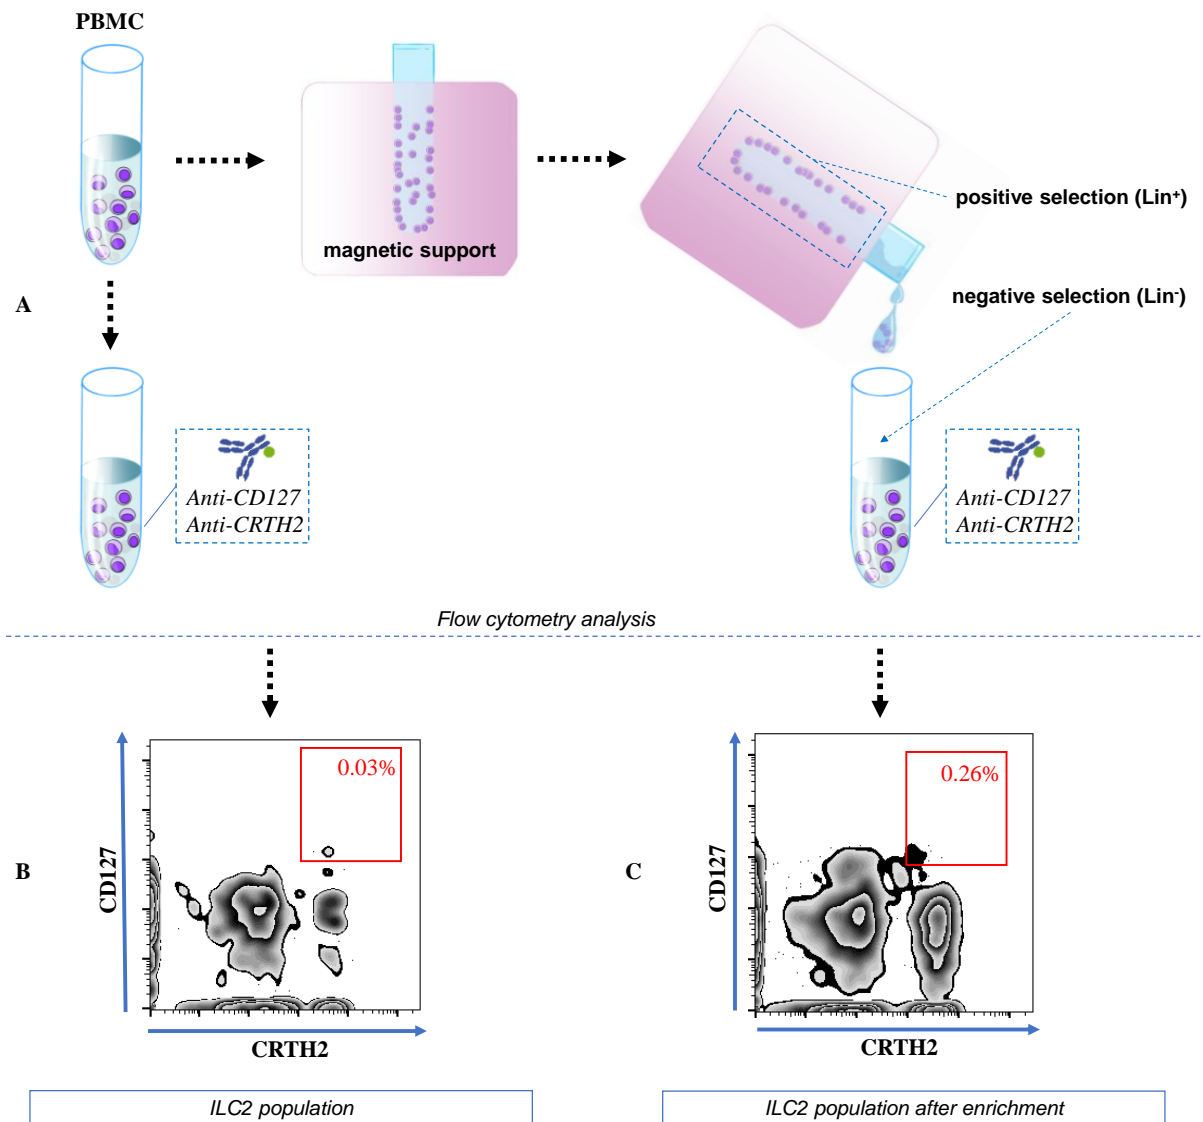 PBMC
magnetic support
positive selection (Lin⁺)
negative selection (Lin⁻)
A
Anti-CD127
Anti-CRTH2
Anti-CD127
Anti-CRTH2
Flow cytometry analysis
B
CD127
0.03%
CRTH2
C
CD127
0.26%
CRTH2
ILC2 population
ILC2 population after enrichment